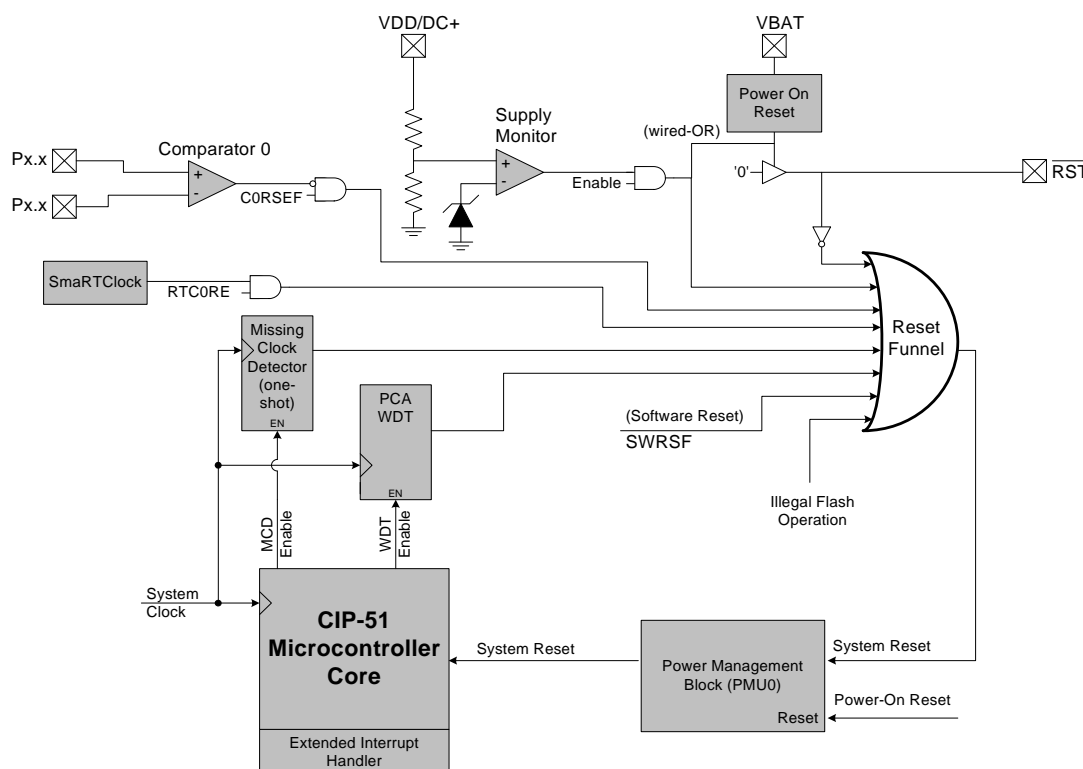 VDD/DC+
VBAT
Power On
Reset
Supply
Monitor
(wired-OR)
Px.x
Comparator 0
+
-
Px.x
+
-
Enable
'0'
RST
C0RSEF
SmaRTClock
RTC0RE
Missing
Clock
Detector
(one-
shot)
EN
Reset
Funnel
PCA
WDT
EN
(Software Reset)
SWRSF
Illegal Flash
Operation
MCD
Enable
WDT
Enable
System
Clock
CIP-51
Microcontroller
Core
Extended Interrupt
Handler
System Reset
Power Management
Block (PMU0)
Reset
System Reset
Power-On Reset